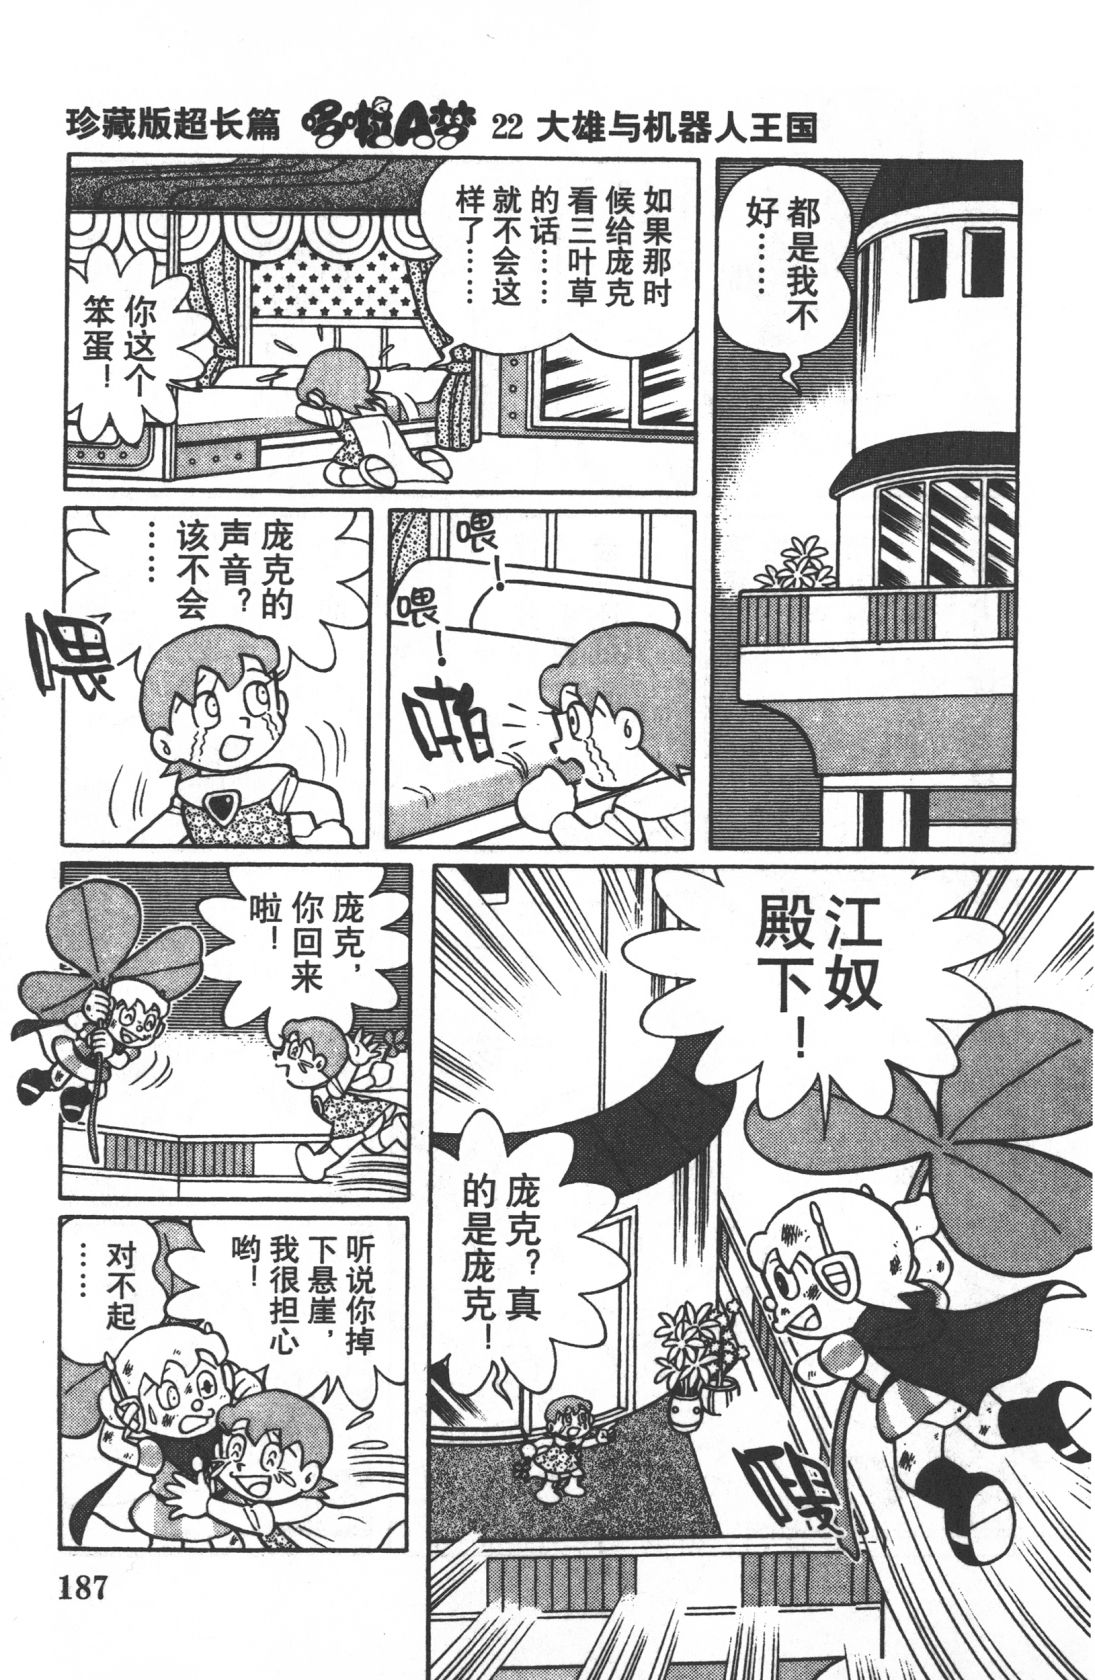 珍藏版超长篇 哆啦A梦 22 大雄与机器人王国
都是我不
好……
如果那时
候给庞克
看三叶草
的话……
就不会这
样了……
你这个
笨蛋！
喂！
喂！
啪
庞克的
声音？
该不会
……
喂
江奴
殿下！
庞克？真
的是庞克！
嗖
庞克，
你回来
啦！
听说你掉
下悬崖，
我很担心
哟！
对不起
……
187